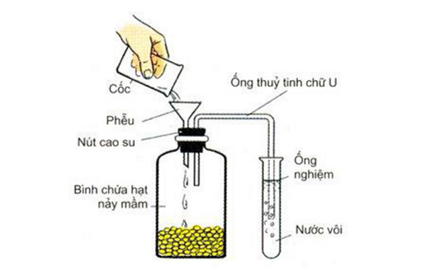 Ống thuỷ tinh chữ U
Cốc
Phễu
Nút cao su
Ống
nghiệm
Bình chứa hạt
nảy mầm
Nước vôi